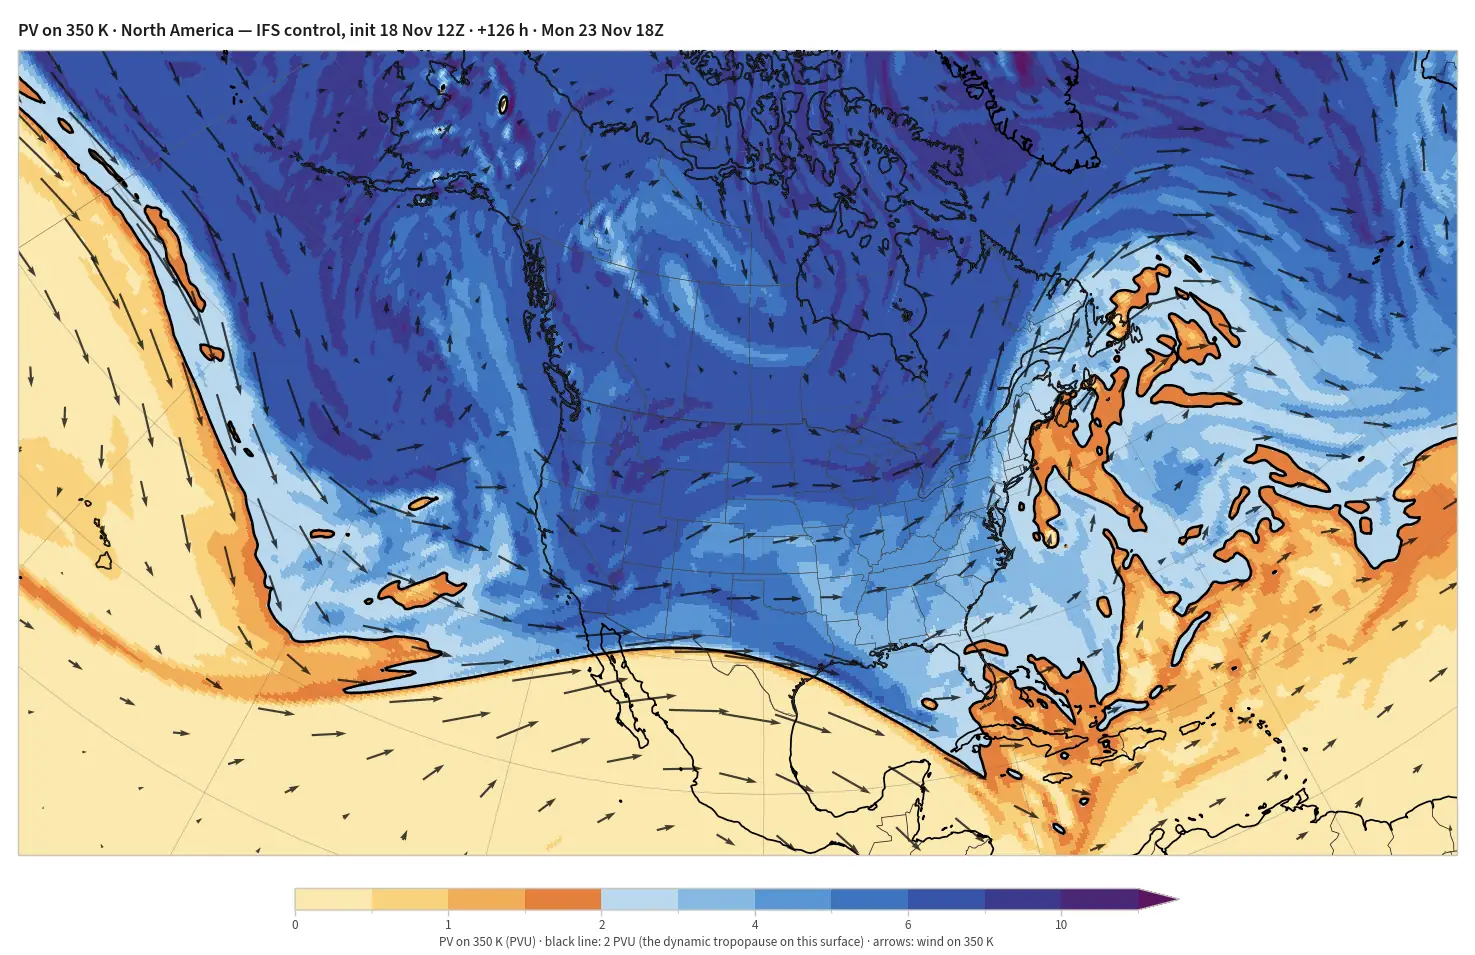 PV on 350 K · North America — IFS control, init 18 Nov 12Z · +126 h · Mon 23 Nov 18Z
0 1 2 4 6 10
PV on 350 K (PVU) · black line: 2 PVU (the dynamic tropopause on this surface) · arrows: wind on 350 K